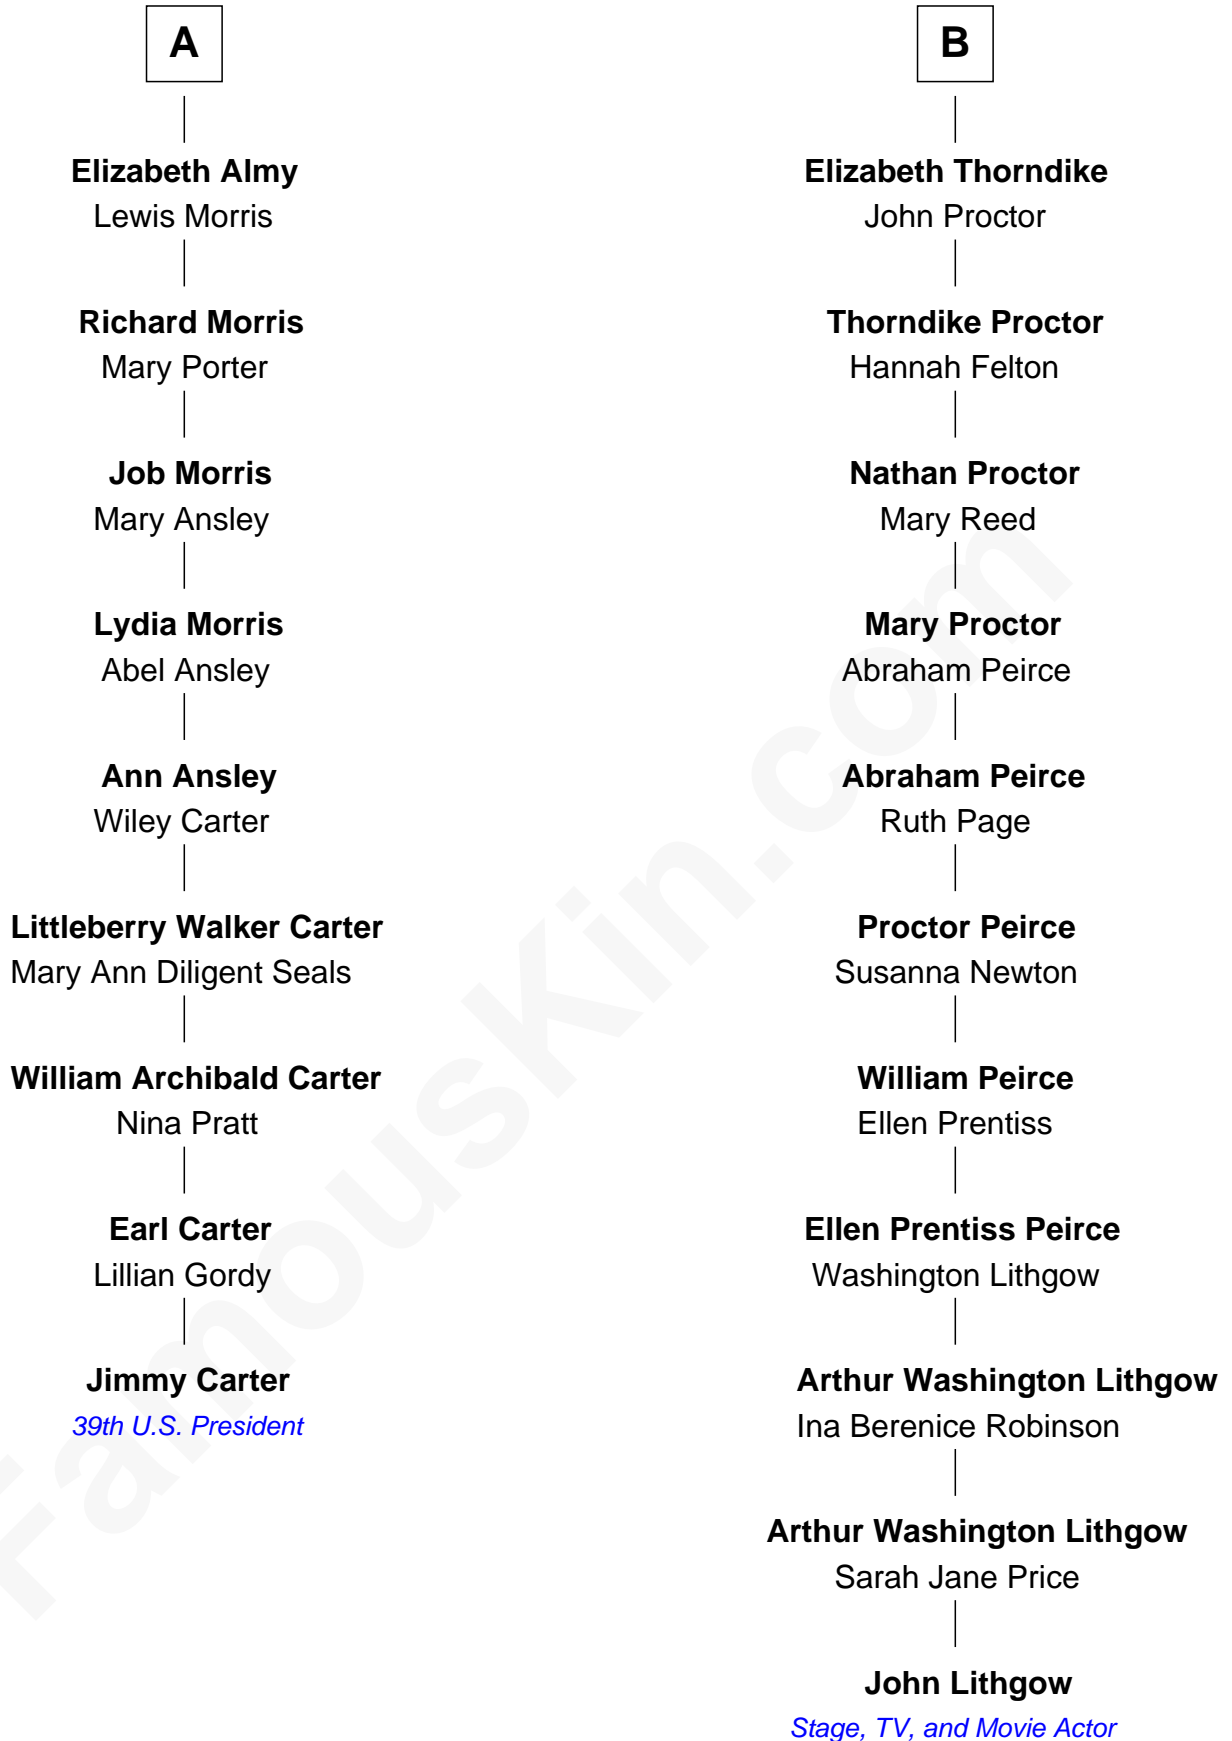 A
Elizabeth Almy
Lewis Morris
Richard Morris
Mary Porter
Job Morris
Mary Ansley
Lydia Morris
Abel Ansley
Ann Ansley
Wiley Carter
Littleberry Walker Carter
Mary Ann Diligent Seals
William Archibald Carter
Nina Pratt
Earl Carter
Lillian Gordy
Jimmy Carter
39th U.S. President
B
Elizabeth Thorndike
John Proctor
Thorndike Proctor
Hannah Felton
Nathan Proctor
Mary Reed
Mary Proctor
Abraham Peirce
Abraham Peirce
Ruth Page
Proctor Peirce
Susanna Newton
William Peirce
Ellen Prentiss
Ellen Prentiss Peirce
Washington Lithgow
Arthur Washington Lithgow
Ina Berenice Robinson
Arthur Washington Lithgow
Sarah Jane Price
John Lithgow
Stage, TV, and Movie Actor
FamousKin.com